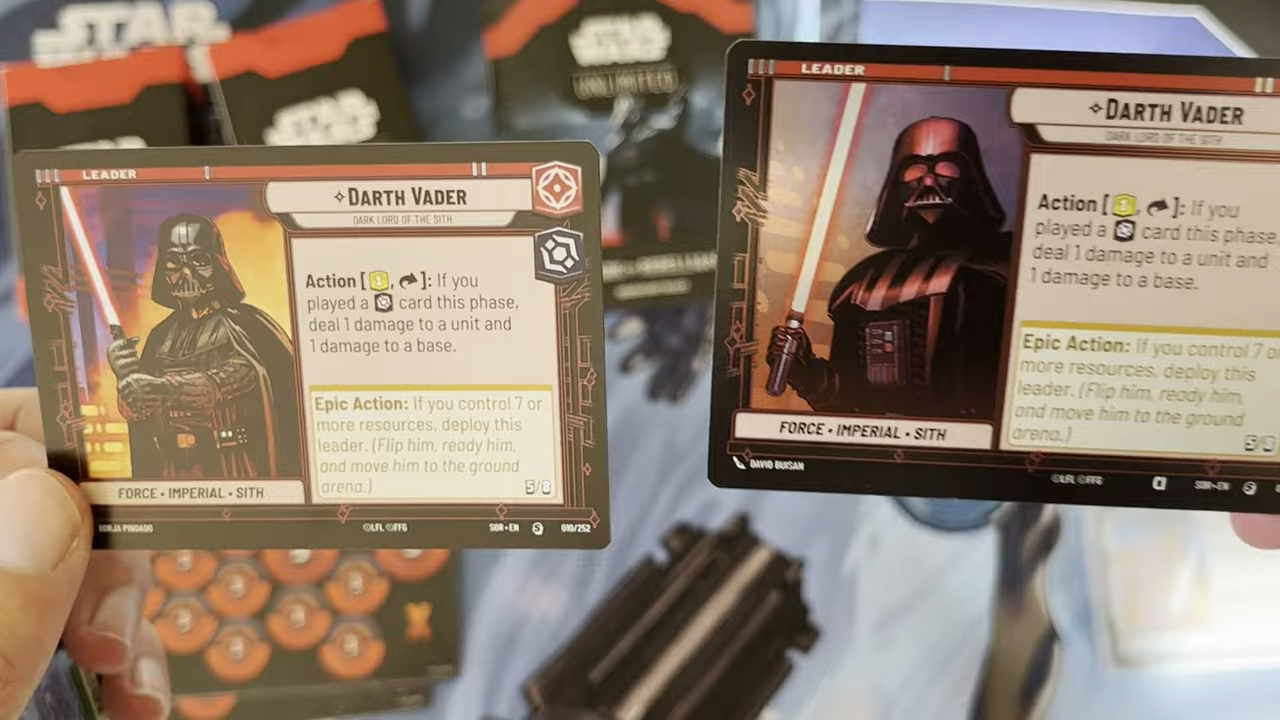 STAR
STAR
WARS
UNLIMITED
LEADER
DARTH VADER
DARK LORD OF THE SITH
Action [1, ]: If you
played a card this phase,
deal 1 damage to a unit and
1 damage to a base.
Epic Action: If you control 7 or
more resources, deploy this
leader. (Flip him, ready him,
and move him to the ground
arena.)
5/8
FORCE • IMPERIAL • SITH
BORJA PINDADO
©LFL ©FFG
SOR • EN
S
010/252
LEADER
DARTH VADER
DARK LORD OF THE SITH
Action [1, ]: If you
played a card this phase
deal 1 damage to a unit and
1 damage to a base.
Epic Action: If you control 7 o
more resources, deploy this
leader. (Flip him, ready him,
and move him to the ground
arena.)
5/8
FORCE • IMPERIAL • SITH
DAVID BUISAN
©LFL ©FFG
SOR • EN
S